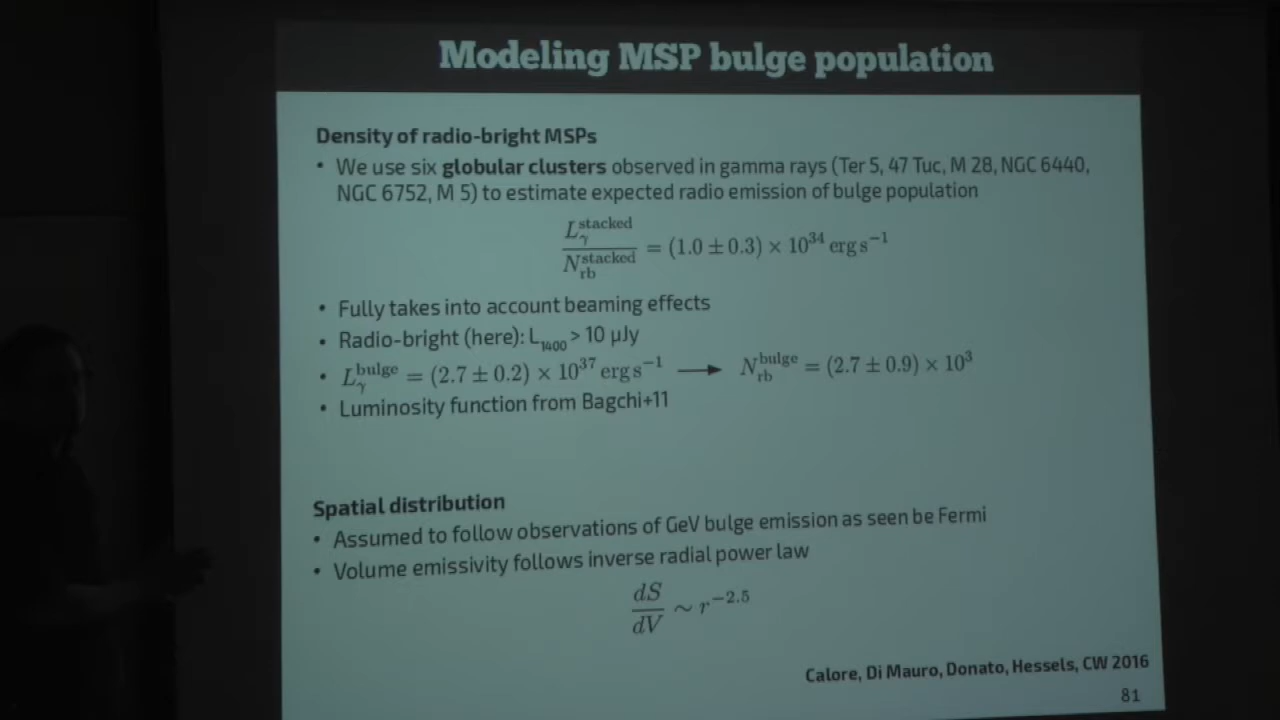 Modeling MSP bulge population
Density of radio-bright MSPs
• We use six globular clusters observed in gamma rays (Ter 5, 47 Tuc, M 28, NGC 6440,
NGC 6752, M 5) to estimate expected radio emission of bulge population
L_γ^stacked / N_rb^stacked = (1.0 ± 0.3) × 10^34 erg s^−1
• Fully takes into account beaming effects
• Radio-bright (here): L_1400 > 10 μJy
• L_γ^bulge = (2.7 ± 0.2) × 10^37 erg s^−1 → N_rb^bulge = (2.7 ± 0.9) × 10^3
• Luminosity function from Bagchi+11
Spatial distribution
• Assumed to follow observations of GeV bulge emission as seen be Fermi
• Volume emissivity follows inverse radial power law
dS/dV ~ r^−2.5
Calore, Di Mauro, Donato, Hessels, CW 2016
81